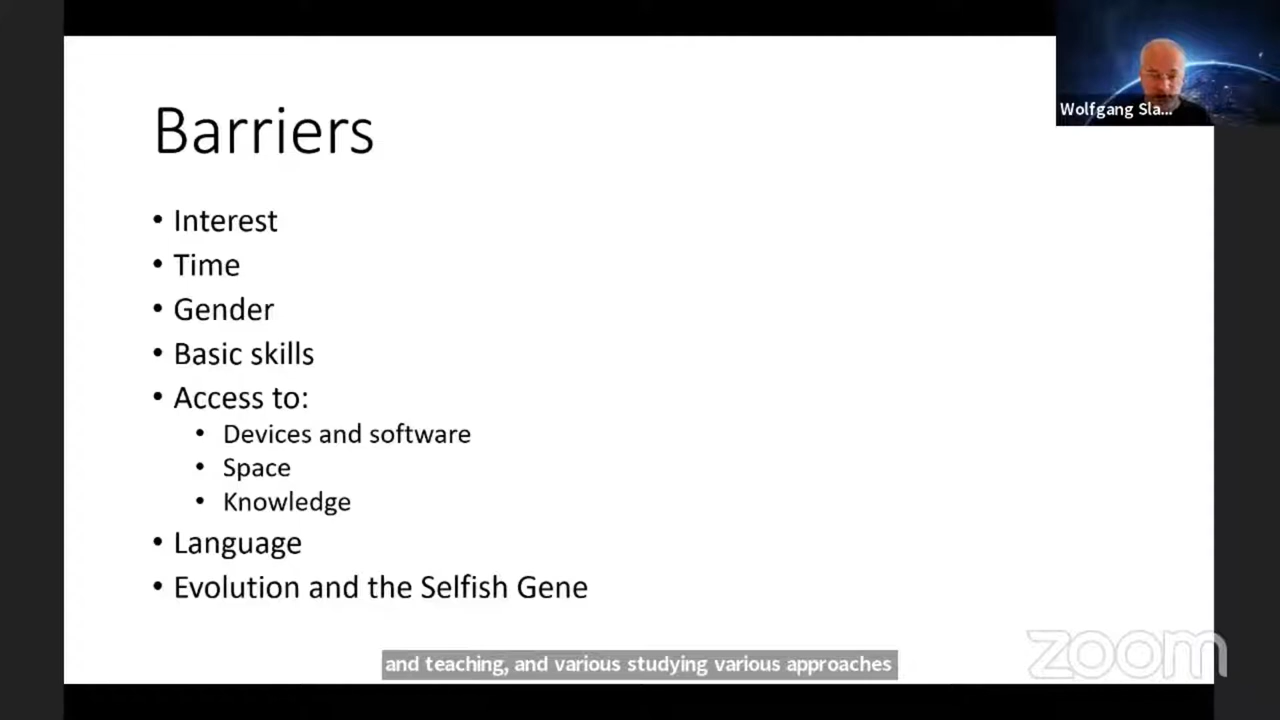 Barriers
Wolfgang Sla...
• Interest
• Time
• Gender
• Basic skills
• Access to:
• Devices and software
• Space
• Knowledge
• Language
• Evolution and the Selfish Gene
and teaching, and various studying various approaches
zoom